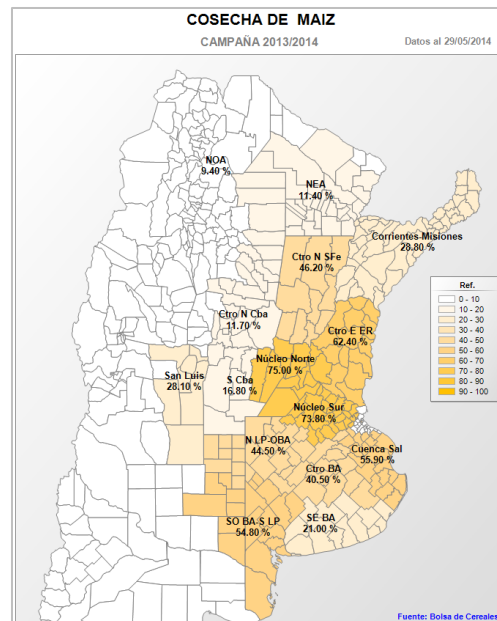 COSECHA DE MAIZ
CAMPAÑA 2013/2014
Datos al 29/05/2014
NOA
9.40 %
NEA
11.40 %
Corrientes-Misiones
28.80 %
Ctro N SFe
46.20 %
Ref.
0 - 10
10 - 20
20 - 30
30 - 40
40 - 50
50 - 60
60 - 70
70 - 80
80 - 90
90 - 100
Ctro N Cba
11.70 %
Ctro E ER
62.40 %
Núcleo Norte
75.00 %
San Luis
28.10 %
S Cba
16.80 %
Núcleo Sur
73.80 %
N LP-OBA
44.50 %
Cuenca Sal
55.90 %
Ctro BA
40.50 %
SO BA-S LP
54.80 %
SE BA
21.00 %
Fuente: Bolsa de Cereales